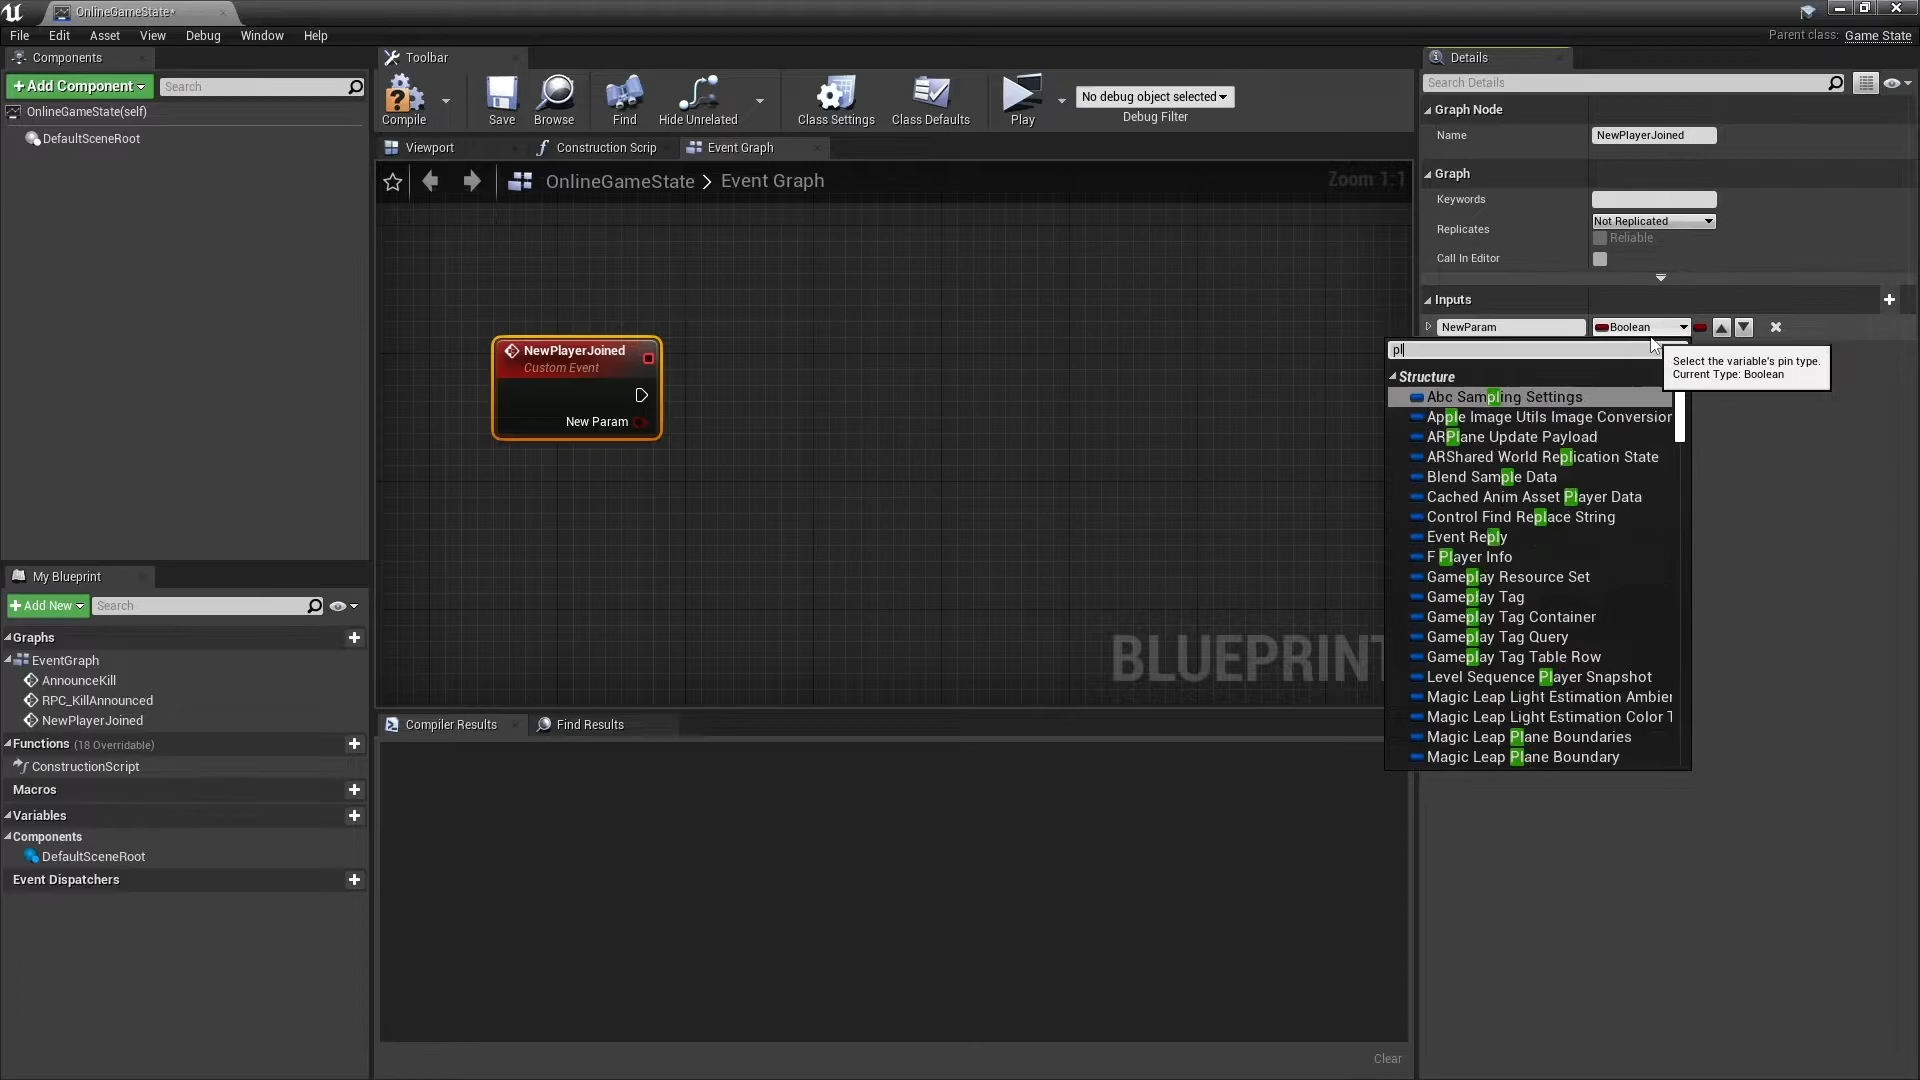 OnlineGameState*
File Edit Asset View Debug Window Help
Parent class: Game State
Components
Toolbar
Details
Add Component
Search
Compile
Save
Browse
Find
Hide Unrelated
Class Settings
Class Defaults
Play
No debug object selected
Debug Filter
Search Details
OnlineGameState(self)
DefaultSceneRoot
Viewport
Construction Scrip
Event Graph
OnlineGameState > Event Graph
Zoom 1:1
Graph Node
Name
NewPlayerJoined
Graph
Keywords
Replicates
Not Replicated
Reliable
Call In Editor
Inputs
NewParam
Boolean
NewPlayerJoined
Custom Event
New Param
BLUEPRINT
pl
Select the variable's pin type.
Current Type: Boolean
Structure
Abc Sampling Settings
Apple Image Utils Image Conversion
ARPlane Update Payload
ARShared World Replication State
Blend Sample Data
Cached Anim Asset Player Data
Control Find Replace String
Event Reply
F Player Info
Gameplay Resource Set
Gameplay Tag
Gameplay Tag Container
Gameplay Tag Query
Gameplay Tag Table Row
Level Sequence Player Snapshot
Magic Leap Light Estimation Ambier
Magic Leap Light Estimation Color T
Magic Leap Plane Boundaries
Magic Leap Plane Boundary
My Blueprint
Add New
Search
Graphs
EventGraph
AnnounceKill
RPC_KillAnnounced
NewPlayerJoined
Functions (18 Overridable)
ConstructionScript
Macros
Variables
Components
DefaultSceneRoot
Event Dispatchers
Compiler Results
Find Results
Clear